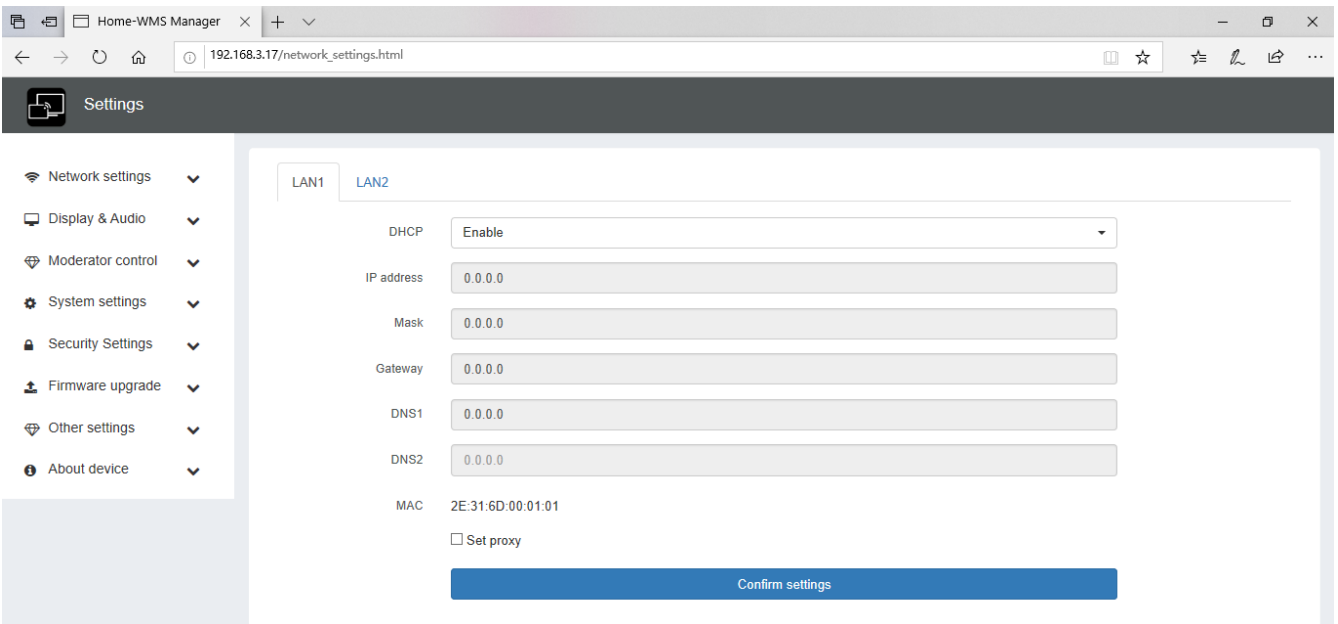 Home-WMS Manager
192.168.3.17/network_settings.html
Settings
Network settings
Display & Audio
Moderator control
System settings
Security Settings
Firmware upgrade
Other settings
About device
LAN1 LAN2
DHCP Enable
IP address 0.0.0.0
Mask 0.0.0.0
Gateway 0.0.0.0
DNS1 0.0.0.0
DNS2 0.0.0.0
MAC 2E:31:6D:00:01:01
Set proxy
Confirm settings